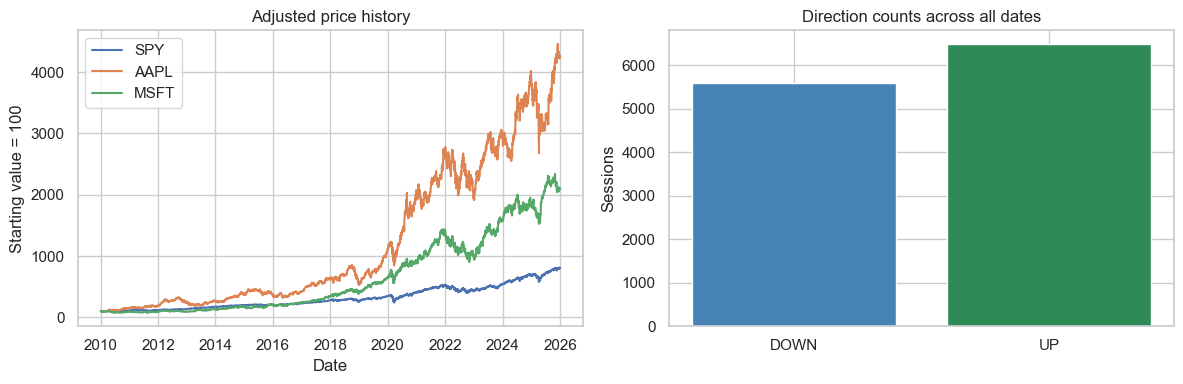 Adjusted price history
Starting value = 100
4000
3000
2000
1000
0
SPY
AAPL
MSFT
2010 2012 2014 2016 2018 2020 2022 2024 2026
Date
Direction counts across all dates
Sessions
6000
5000
4000
3000
2000
1000
0
DOWN UP